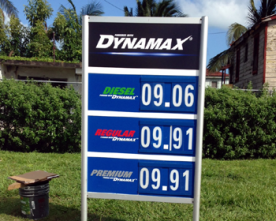 DYNAMAX
DIESEL
DYNAMAX
09.06
REGULAR
DYNAMAX
09.91
PREMIUM
DYNAMAX
09.91